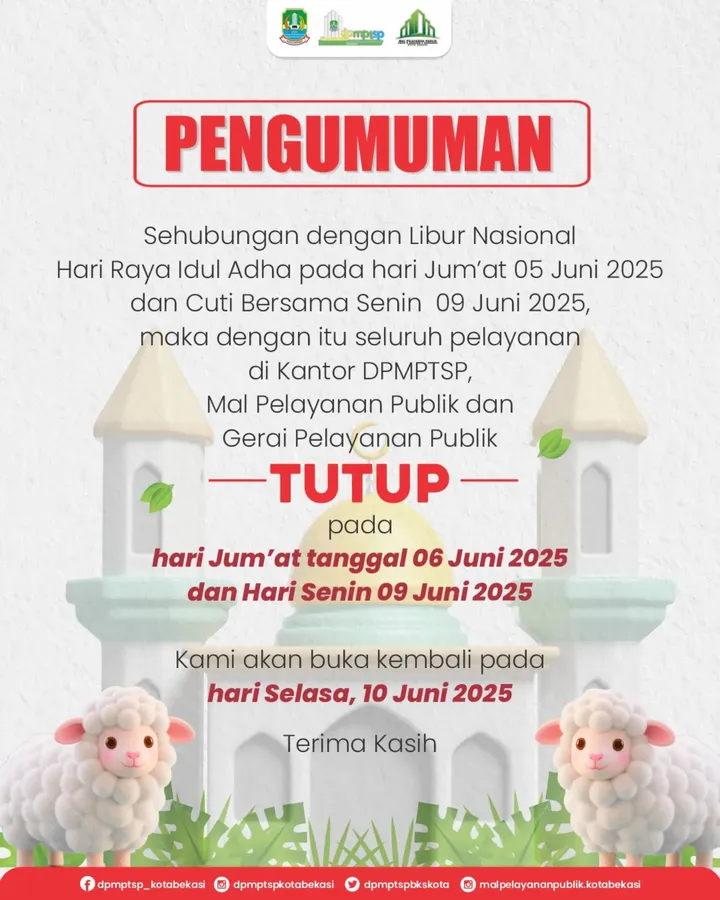 dpmptsp
PENGUMUMAN
Sehubungan dengan Libur Nasional
Hari Raya Idul Adha pada hari Jum'at 05 Juni 2025
dan Cuti Bersama Senin 09 Juni 2025,
maka dengan itu seluruh pelayanan
di Kantor DPMPTSP,
Mal Pelayanan Publik dan
Gerai Pelayanan Publik
TUTUP
pada
hari Jum'at tanggal 06 Juni 2025
dan Hari Senin 09 Juni 2025
Kami akan buka kembali pada
hari Selasa, 10 Juni 2025
Terima Kasih
dpmptsp_kotabekasi dpmptspkotabekasi dpmptspbkskota malpelayananpublik.kotabekasi